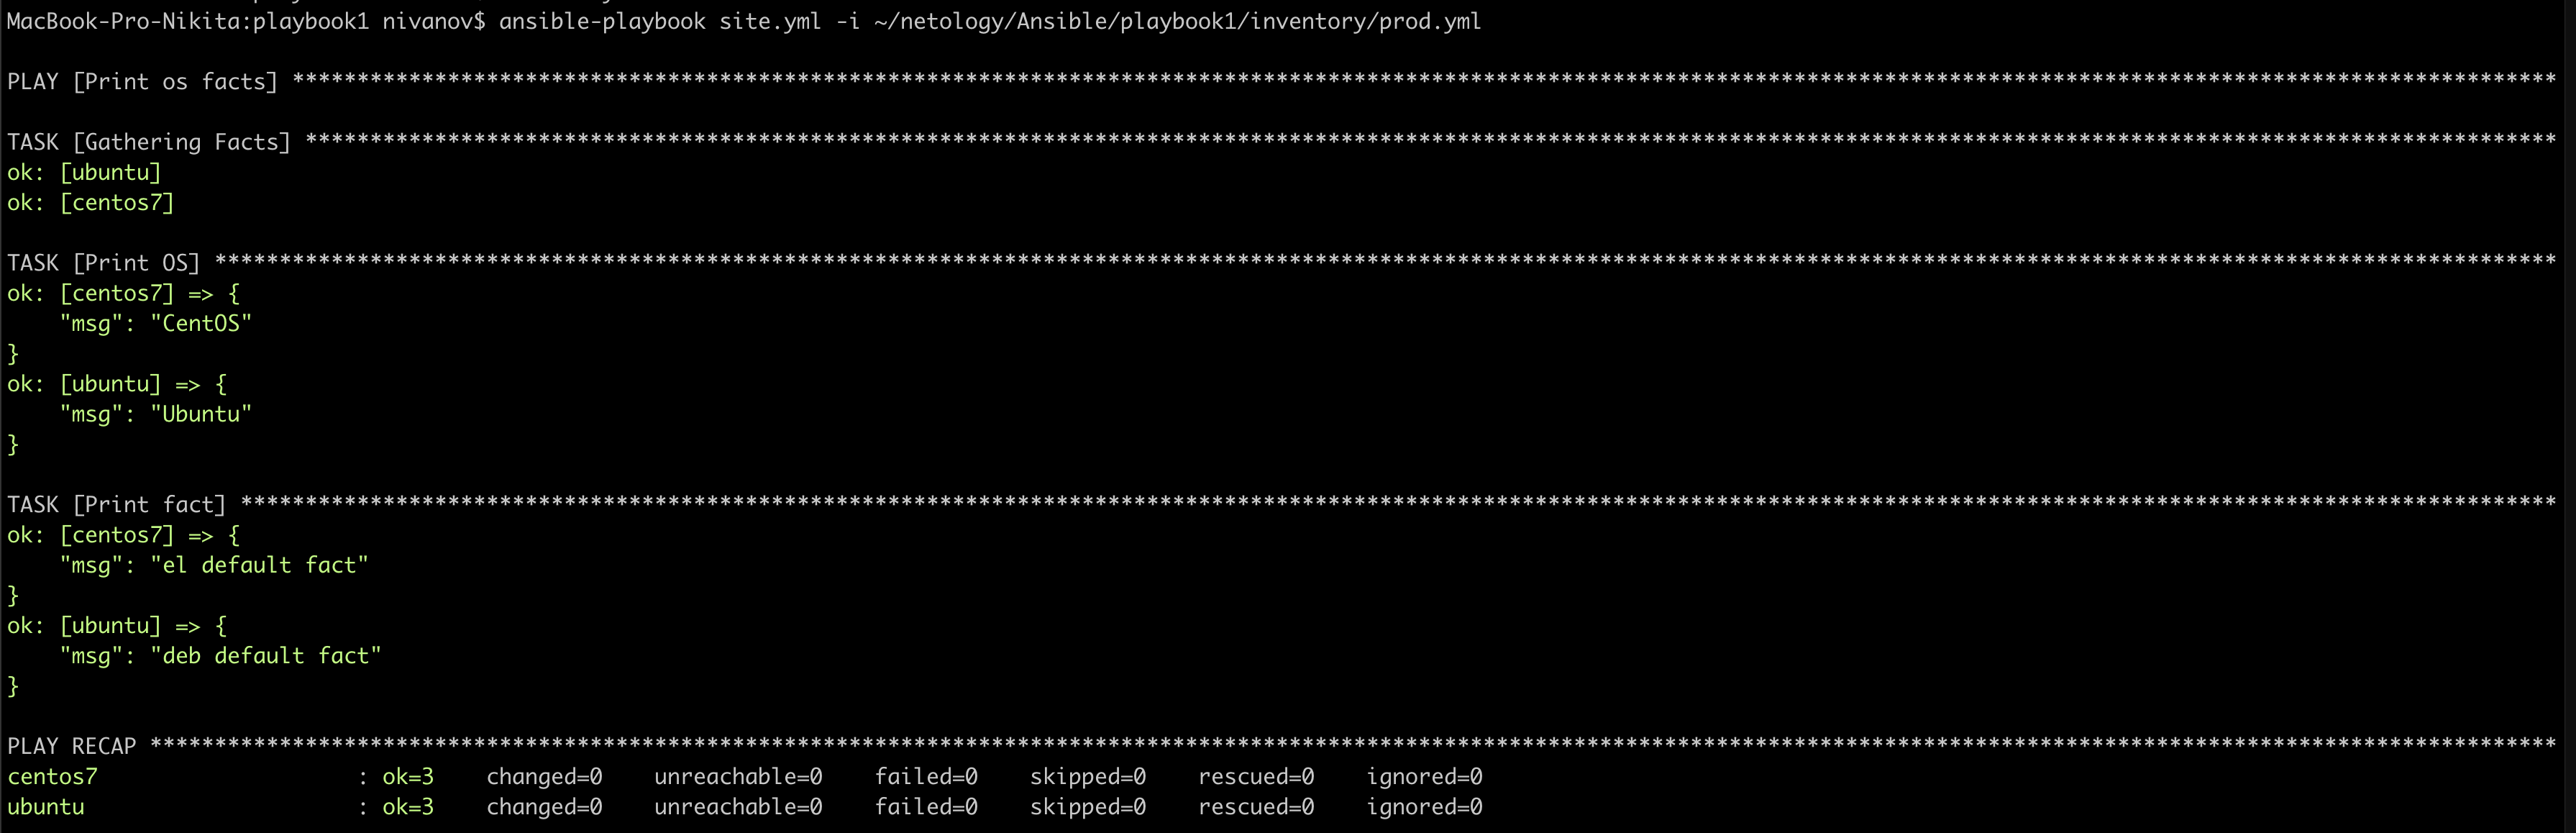 MacBook-Pro-Nikita:playbook1 nivanov$ ansible-playbook site.yml -i ~/netology/Ansible/playbook1/inventory/prod.yml
PLAY [Print os facts] ******************************************************************************************************************************************************************************
TASK [Gathering Facts] *****************************************************************************************************************************************************************************
ok: [ubuntu]
ok: [centos7]
TASK [Print OS] ************************************************************************************************************************************************************************************
ok: [centos7] => {
    "msg": "CentOS"
}
ok: [ubuntu] => {
    "msg": "Ubuntu"
}
TASK [Print fact] **********************************************************************************************************************************************************************************
ok: [centos7] => {
    "msg": "el default fact"
}
ok: [ubuntu] => {
    "msg": "deb default fact"
}
PLAY RECAP *****************************************************************************************************************************************************************************************
centos7                    : ok=3    changed=0    unreachable=0    failed=0    skipped=0    rescued=0    ignored=0
ubuntu                     : ok=3    changed=0    unreachable=0    failed=0    skipped=0    rescued=0    ignored=0